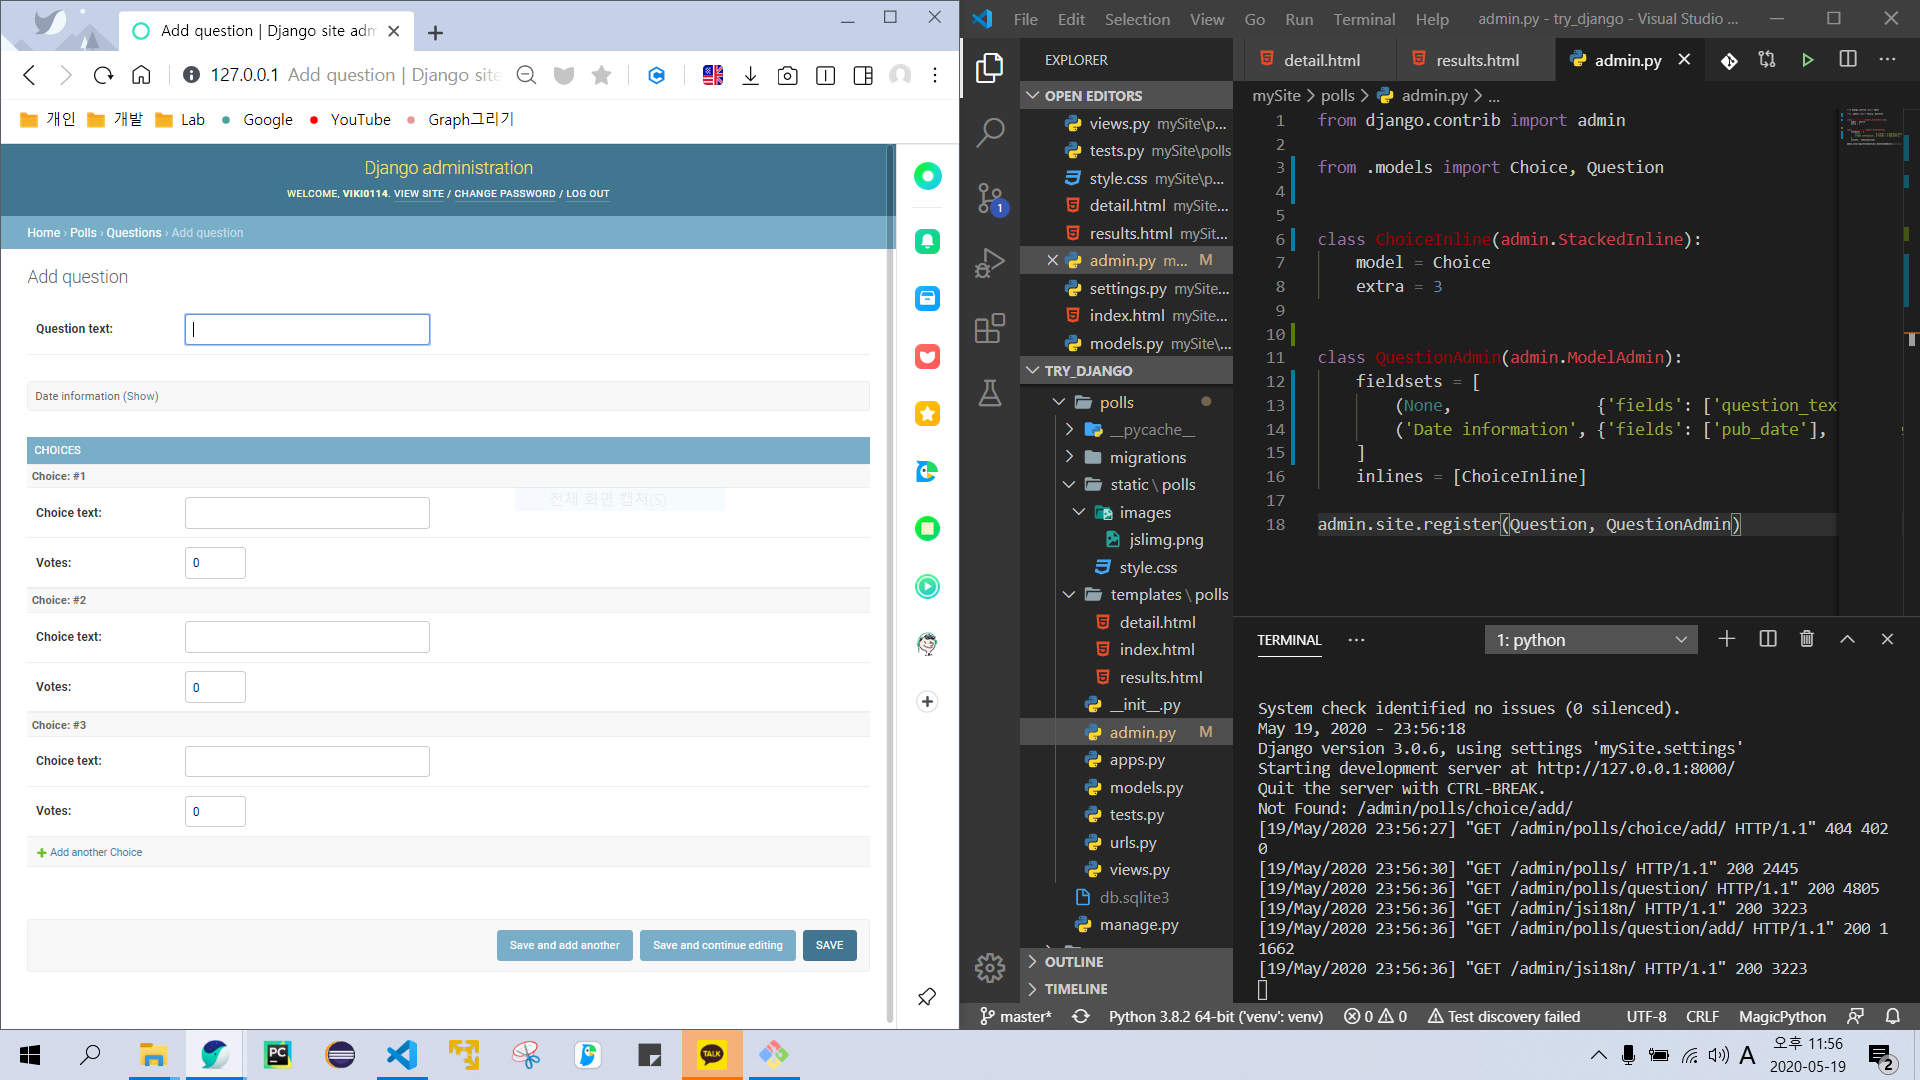 Add question | Django site adm
127.0.0.1 Add question | Django site
개인 개발 Lab Google YouTube Graph그리기
Django administration
WELCOME, VIKI0114. VIEW SITE / CHANGE PASSWORD / LOG OUT
Home › Polls › Questions › Add question
Add question
Question text:
Date information (Show)
CHOICES
Choice: #1
전체 화면 캡처(S)
Choice text:
Votes: 0
Choice: #2
Choice text:
Votes: 0
Choice: #3
Choice text:
Votes: 0
Add another Choice
Save and add another Save and continue editing SAVE
File Edit Selection View Go Run Terminal Help admin.py - try_django - Visual Studio ...
EXPLORER
OPEN EDITORS
views.py mySite\p...
tests.py mySite\polls
style.css mySite\p...
detail.html mySite...
results.html mySit...
admin.py m... M
settings.py mySite...
index.html mySite...
models.py mySite\...
TRY_DJANGO
polls
__pycache__
migrations
static \ polls
images
jslimg.png
style.css
templates \ polls
detail.html
index.html
results.html
__init__.py
admin.py M
apps.py
models.py
tests.py
urls.py
views.py
db.sqlite3
manage.py
OUTLINE
TIMELINE
1
detail.html results.html admin.py
mySite polls admin.py ...
1 from django.contrib import admin
2
3 from .models import Choice, Question
4
5
6 class ChoiceInline(admin.StackedInline):
7 model = Choice
8 extra = 3
9
10
11 class QuestionAdmin(admin.ModelAdmin):
12 fieldsets = [
13 (None, {'fields': ['question_tex
14 ('Date information', {'fields': ['pub_date'],
15 ]
16 inlines = [ChoiceInline]
17
18 admin.site.register(Question, QuestionAdmin)
TERMINAL 1: python
System check identified no issues (0 silenced).
May 19, 2020 - 23:56:18
Django version 3.0.6, using settings 'mySite.settings'
Starting development server at http://127.0.0.1:8000/
Quit the server with CTRL-BREAK.
Not Found: /admin/polls/choice/add/
[19/May/2020 23:56:27] "GET /admin/polls/choice/add/ HTTP/1.1" 404 402
0
[19/May/2020 23:56:30] "GET /admin/polls/ HTTP/1.1" 200 2445
[19/May/2020 23:56:36] "GET /admin/polls/question/ HTTP/1.1" 200 4805
[19/May/2020 23:56:36] "GET /admin/jsi18n/ HTTP/1.1" 200 3223
[19/May/2020 23:56:36] "GET /admin/polls/question/add/ HTTP/1.1" 200 1
1662
[19/May/2020 23:56:36] "GET /admin/jsi18n/ HTTP/1.1" 200 3223
master* Python 3.8.2 64-bit ('venv': venv) 0 0 Test discovery failed UTF-8 CRLF MagicPython
PC
TALK
A
오후 11:56
2020-05-19
2